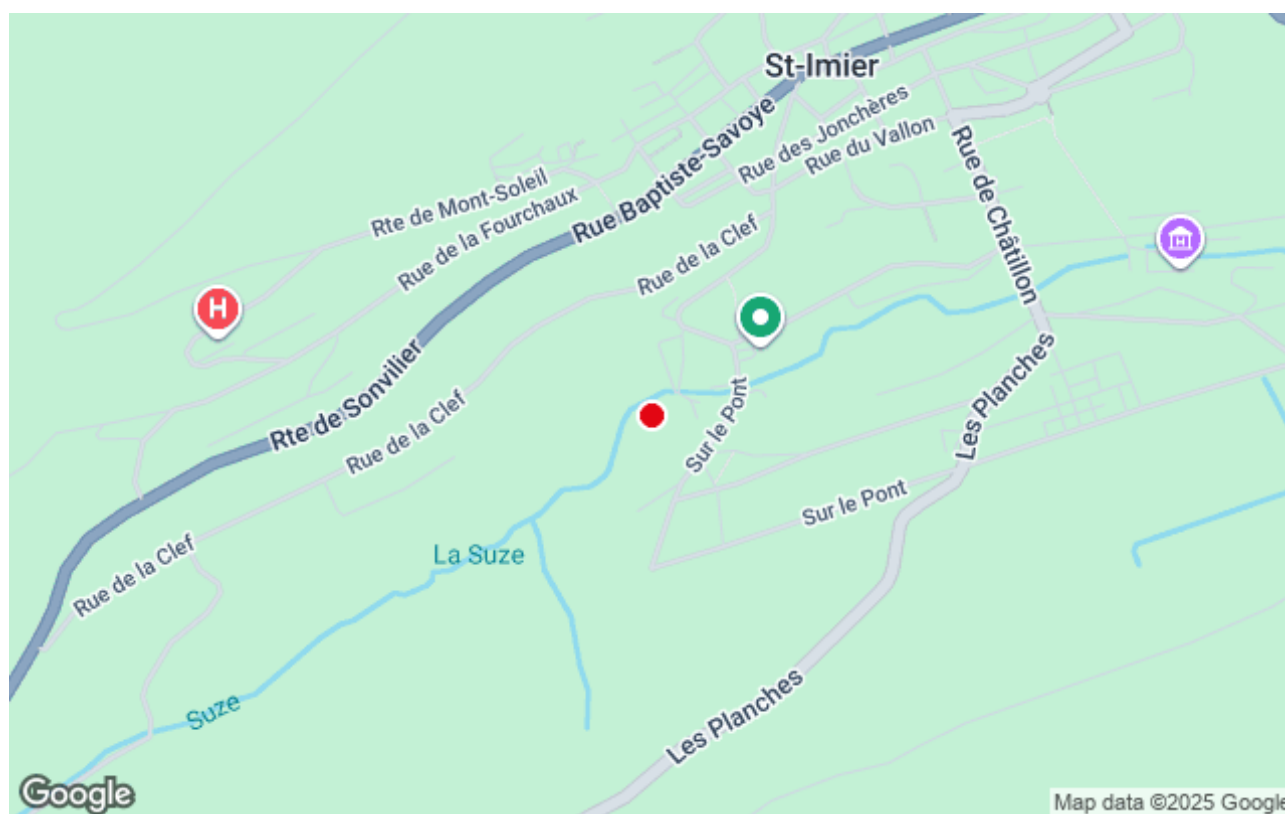 St-Imier
Rue Baptiste-Savoye
Rue des Jonchères
Rue du Vallon
Rue de Châtillon
Rte de Mont-Soleil
Rue de la Fourchaux
Rue de la Clef
H
H
Rte de Sonvilier
Rue de la Clef
Les Planches
Sur le Pont
Sur le Pont
Rue de la Clef
La Suze
Suze
Les Planches
Google
Map data ©2025 Google